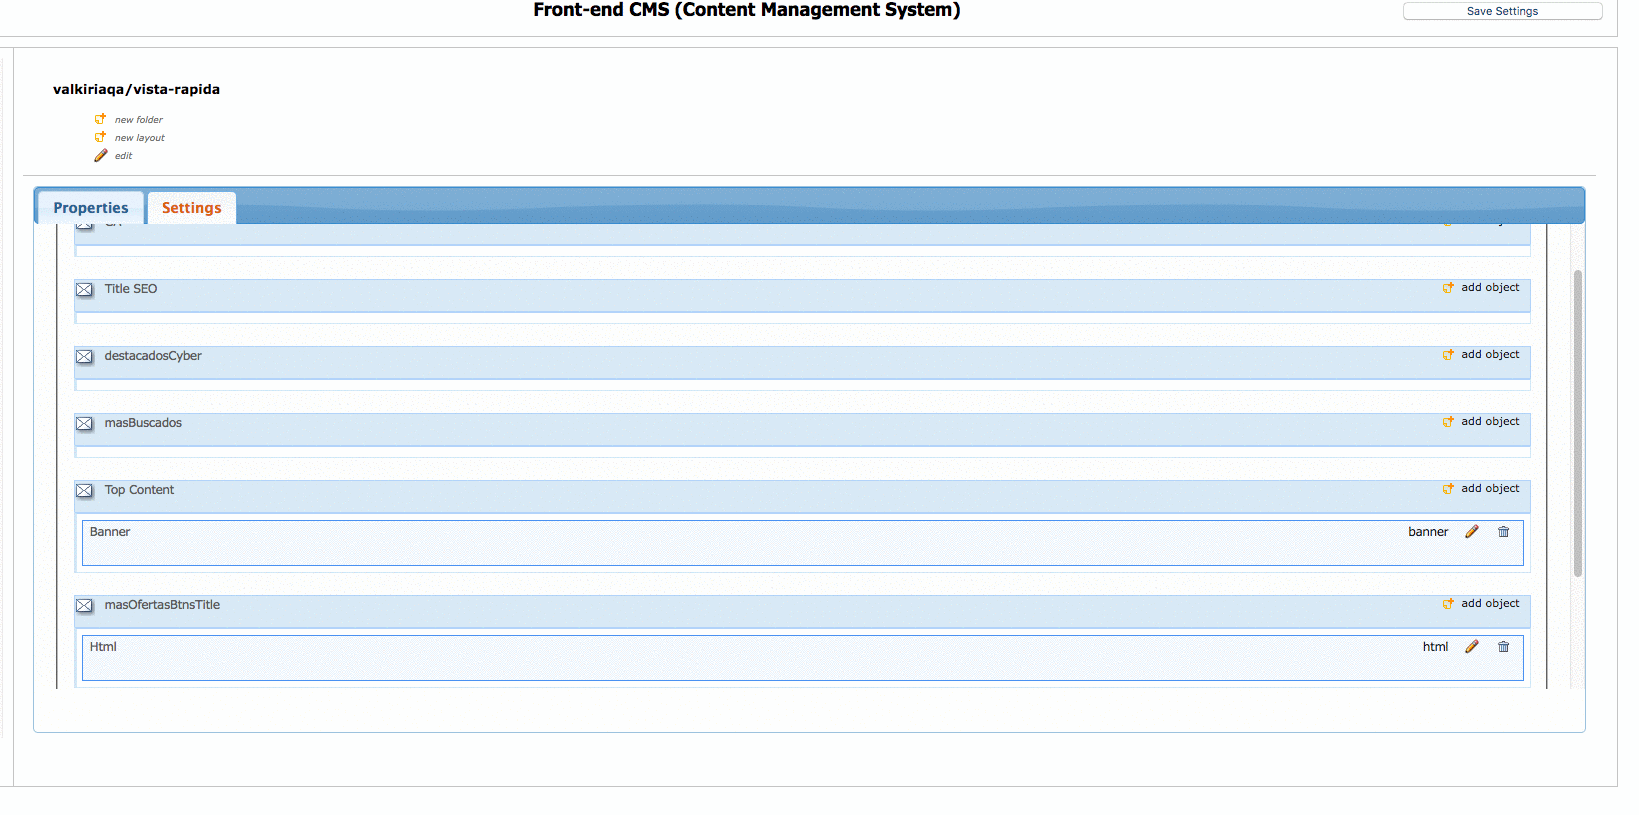 Front-end CMS (Content Management System)
Save Settings
valkiriaqa/vista-rapida
new folder
new layout
edit
Properties
Settings
Title SEO
add object
destacadosCyber
add object
masBuscados
add object
Top Content
add object
Banner
banner
masOfertasBtnsTitle
add object
Html
html